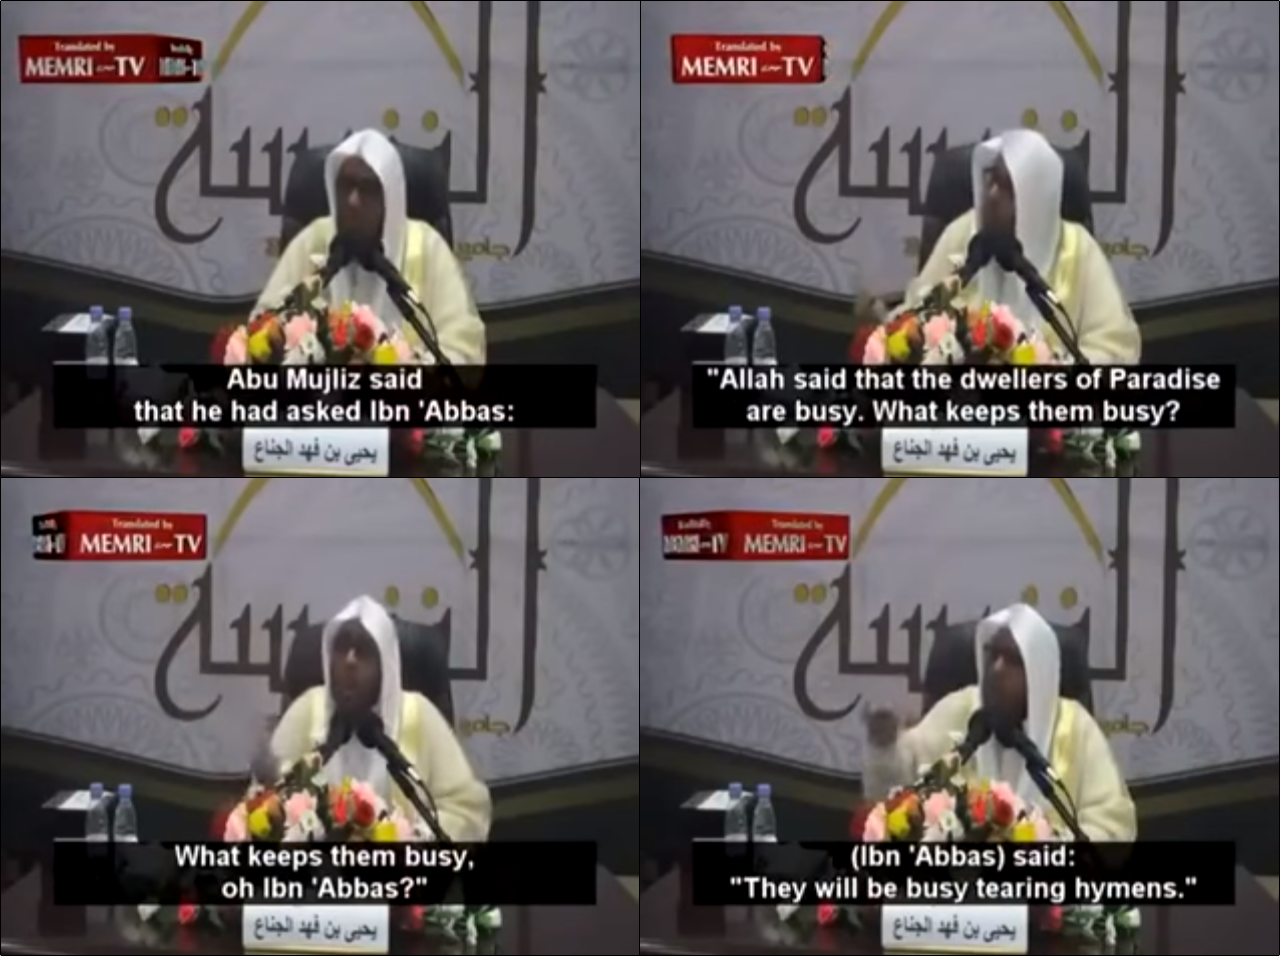 Translated by
MEMRI TV
Abu Mujliz said
that he had asked Ibn 'Abbas:
يحيى بن فهد الجناع
Translated by
MEMRI TV
"Allah said that the dwellers of Paradise
are busy. What keeps them busy?
يحيى بن فهد الجناع
Translated by
MEMRI TV
What keeps them busy,
oh Ibn 'Abbas?"
يحيى بن فهد الجناع
Translated by
MEMRI TV
(Ibn 'Abbas) said:
"They will be busy tearing hymens."
يحيى بن فهد الجناع